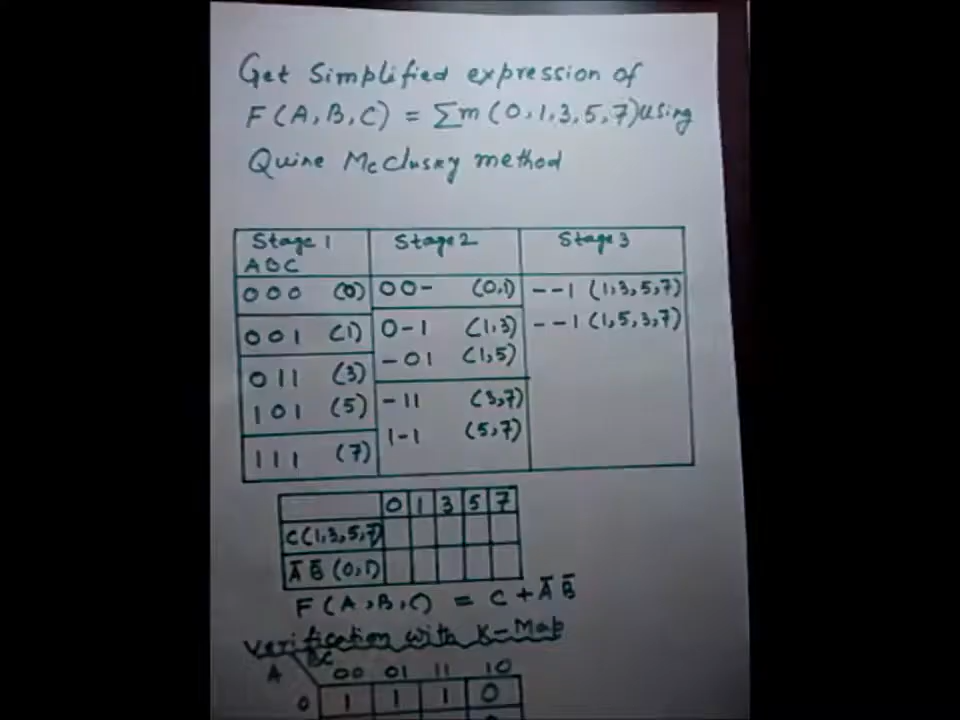 Get Simplified expression of
F(A,B,C) = Σm(0,1,3,5,7)using
Quine McClusky method
Stage 1 Stage 2 Stage 3
ABC
000 (0) 00- (0,1) --1 (1,3,5,7)
001 (1) 0-1 (1,3) --1 (1,5,3,7)
-01 (1,5)
011 (3)
101 (5) -11 (3,7)
1-1 (5,7)
111 (7)
0 1 3 5 7
C(1,3,5,7)
A̅ B̅ (0,1)
F(A,B,C) = C + A̅ B̅
Verification with K-Map
BC
A 00 01 11 10
0 1 1 1 0